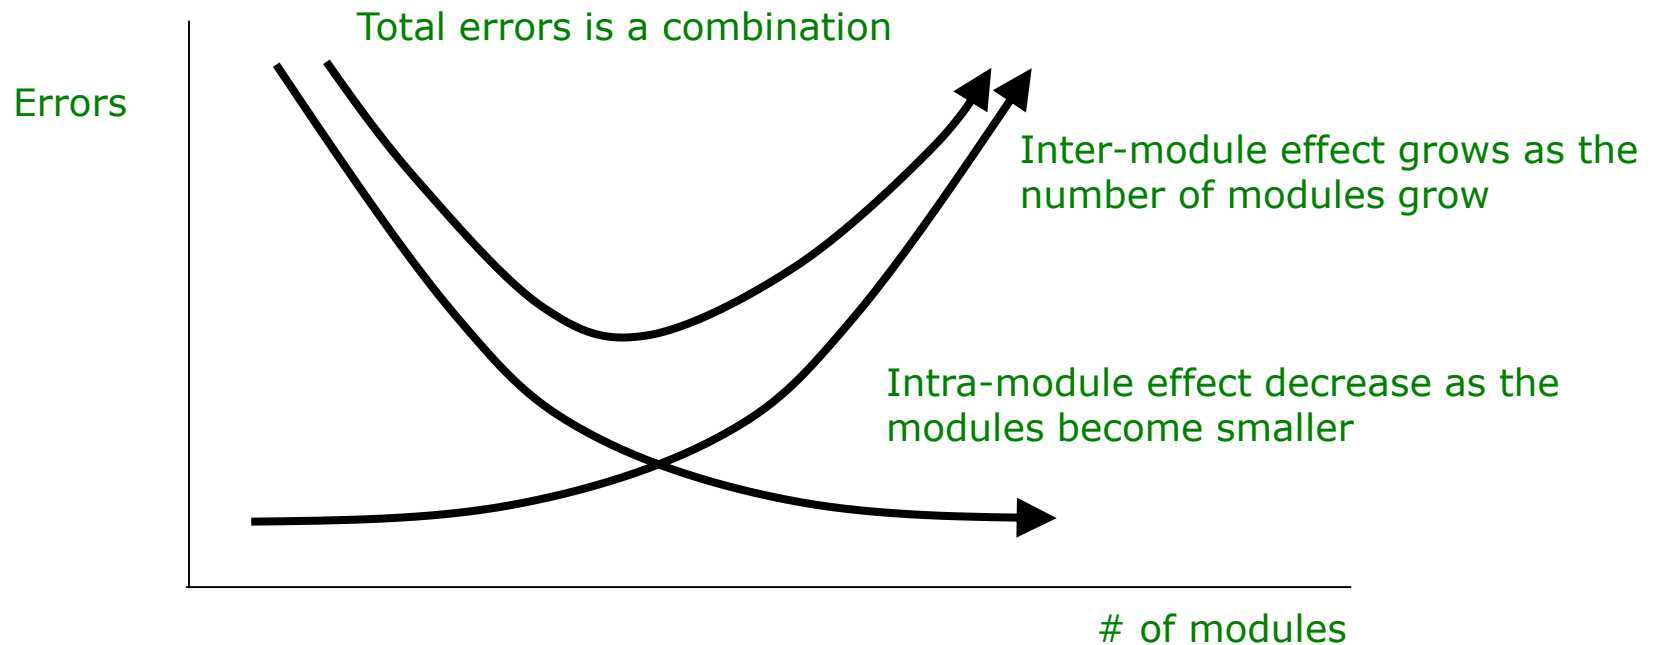 Total errors is a combination
Errors
Inter-module effect grows as the
number of modules grow
Intra-module effect decrease as the
modules become smaller
# of modules